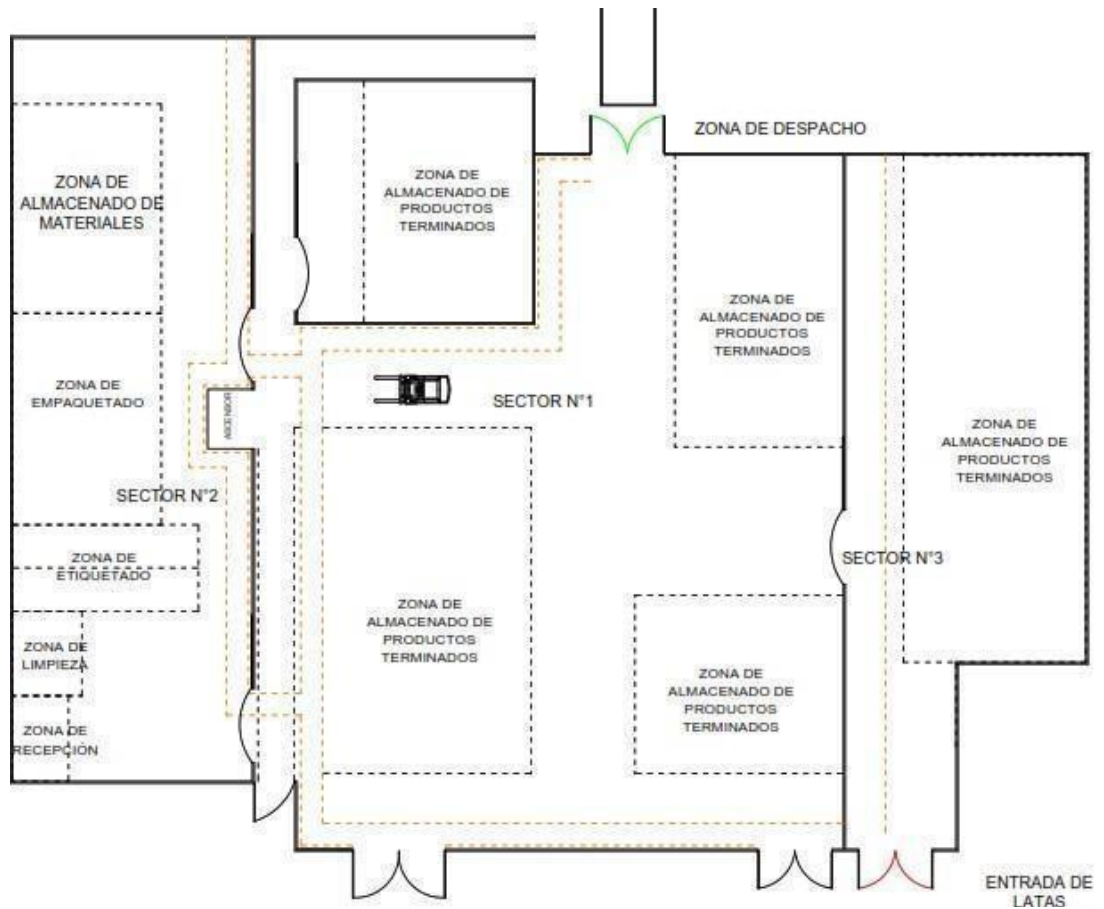 ZONA DE DESPACHO
ZONA DE
ALMACENADO DE
MATERIALES
ZONA DE
ALMACENADO DE
PRODUCTOS
TERMINADOS
ZONA DE
ALMACENADO DE
PRODUCTOS
TERMINADOS
ZONA DE
EMPAQUETADO
ASCENSOR
SECTOR N°1
ZONA DE
ALMACENADO DE
PRODUCTOS
TERMINADOS
SECTOR N°2
ZONA DE
ETIQUETADO
SECTOR N°3
ZONA DE
ALMACENADO DE
PRODUCTOS
TERMINADOS
ZONA DE
LIMPIEZA
ZONA DE
ALMACENADO DE
PRODUCTOS
TERMINADOS
ZONA DE
RECEPCIÓN
ENTRADA DE
LATAS